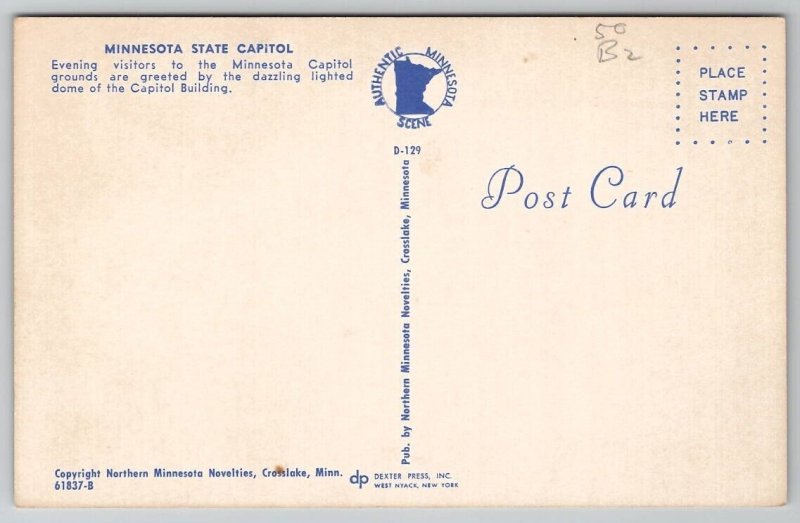 MINNESOTA STATE CAPITOL
Evening visitors to the Minnesota Capitol
grounds are greeted by the dazzling lighted
dome of the Capitol Building.
AUTHENTIC MINNESOTA
SCENE
D-129
50
B2
PLACE
STAMP
HERE
Post Card
Pub. by Northern Minnesota Novelties, Crosslake, Minnesota
Copyright Northern Minnesota Novelties, Crosslake, Minn.
61837-B
dp DEXTER PRESS, INC.
WEST NYACK, NEW YORK